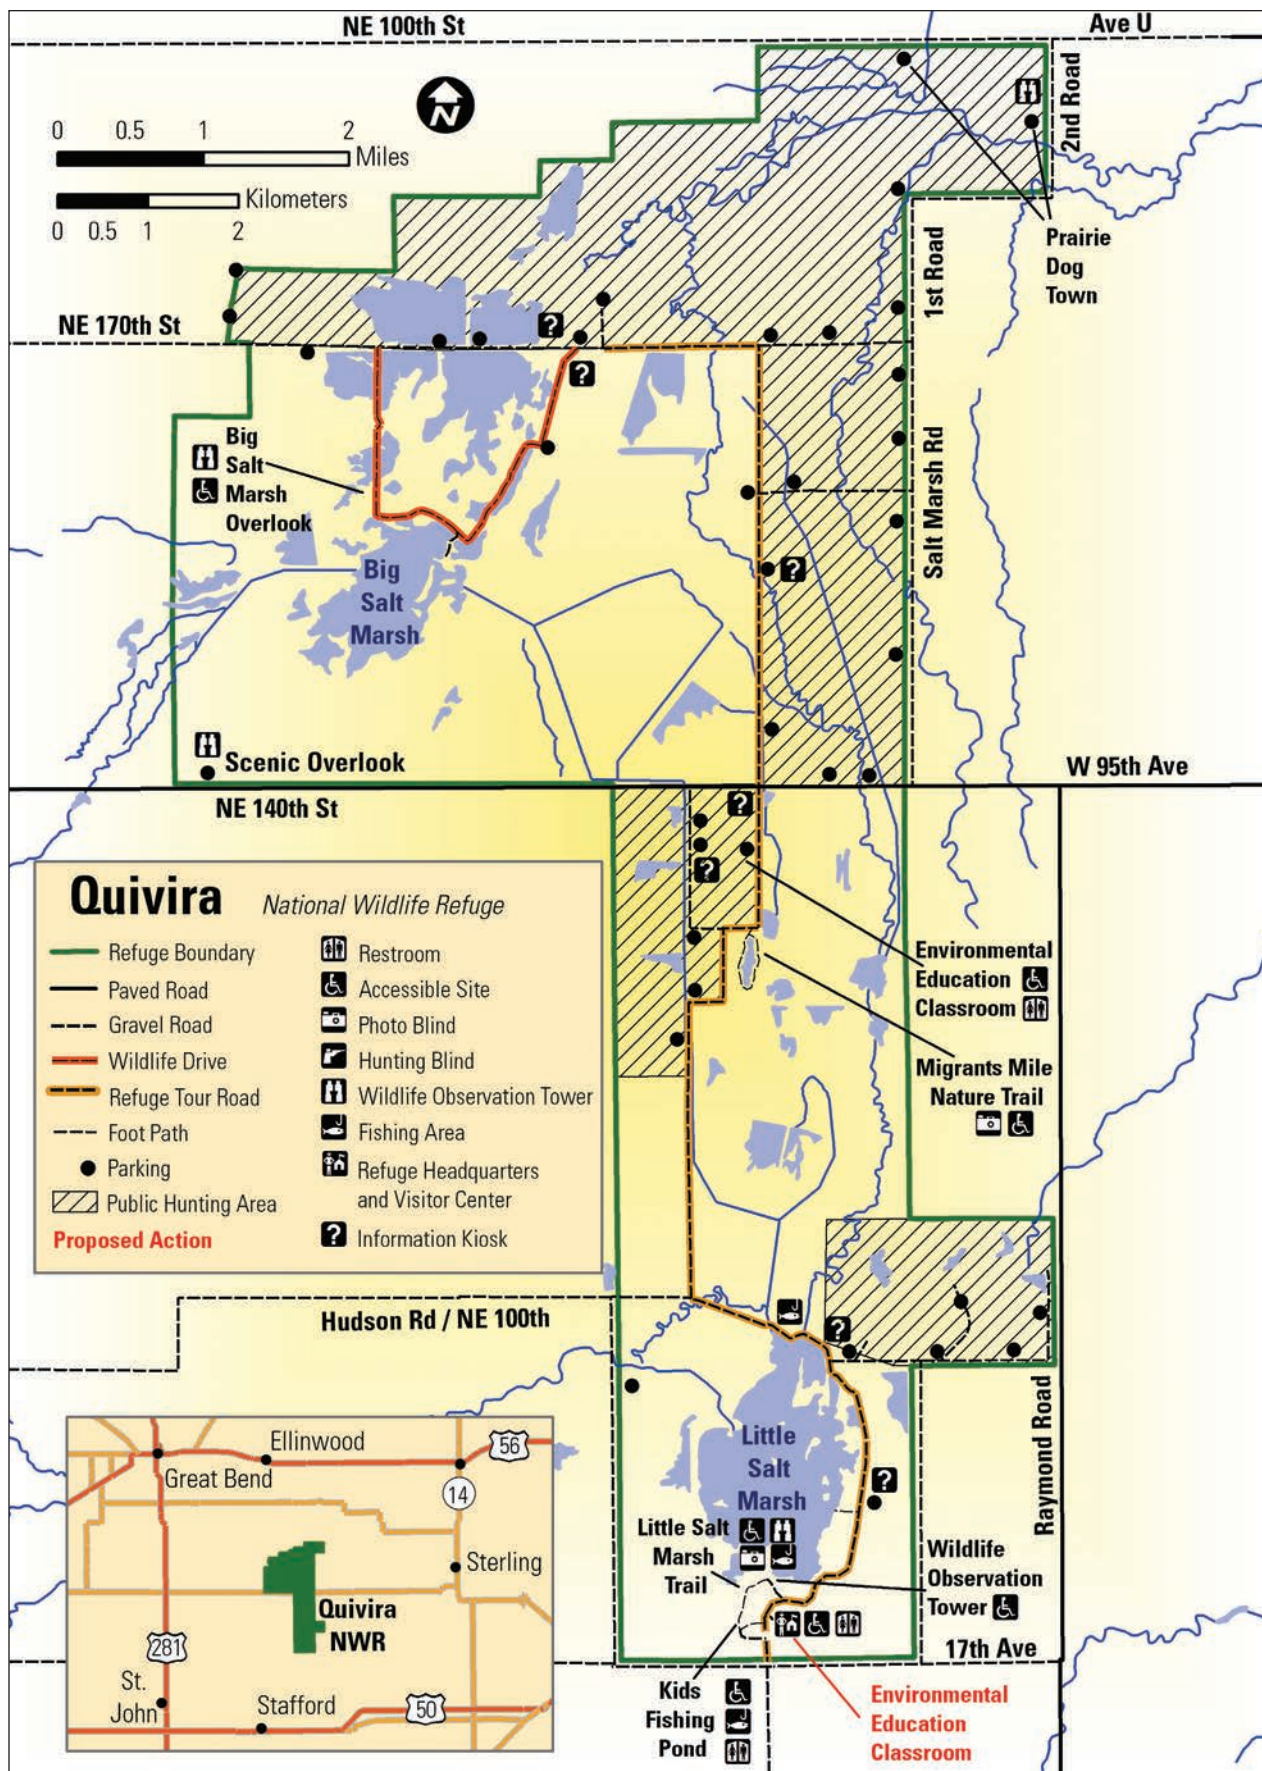 NE 100th St
Ave U
2nd Road
N
0 0.5 1 2
Miles
Kilometers
0 0.5 1 2
Prairie
Dog
Town
1st Road
NE 170th St
?
?
Salt Marsh Rd
Big
Salt
Marsh
Overlook
Big
Salt
Marsh
?
Scenic Overlook
W 95th Ave
NE 140th St
?
?
Quivira National Wildlife Refuge
Refuge Boundary
Paved Road
Gravel Road
Wildlife Drive
Refuge Tour Road
Foot Path
Parking
Public Hunting Area
Proposed Action
Restroom
Accessible Site
Photo Blind
Hunting Blind
Wildlife Observation Tower
Fishing Area
Refuge Headquarters
and Visitor Center
? Information Kiosk
Environmental
Education
Classroom
Migrants Mile
Nature Trail
Hudson Rd / NE 100th
?
Raymond Road
Little
Salt
Marsh
?
Little Salt
Marsh
Trail
Wildlife
Observation
Tower
17th Ave
Kids
Fishing
Pond
Environmental
Education
Classroom
Ellinwood
56
Great Bend
14
Sterling
Quivira
NWR
281
St.
John
Stafford
50